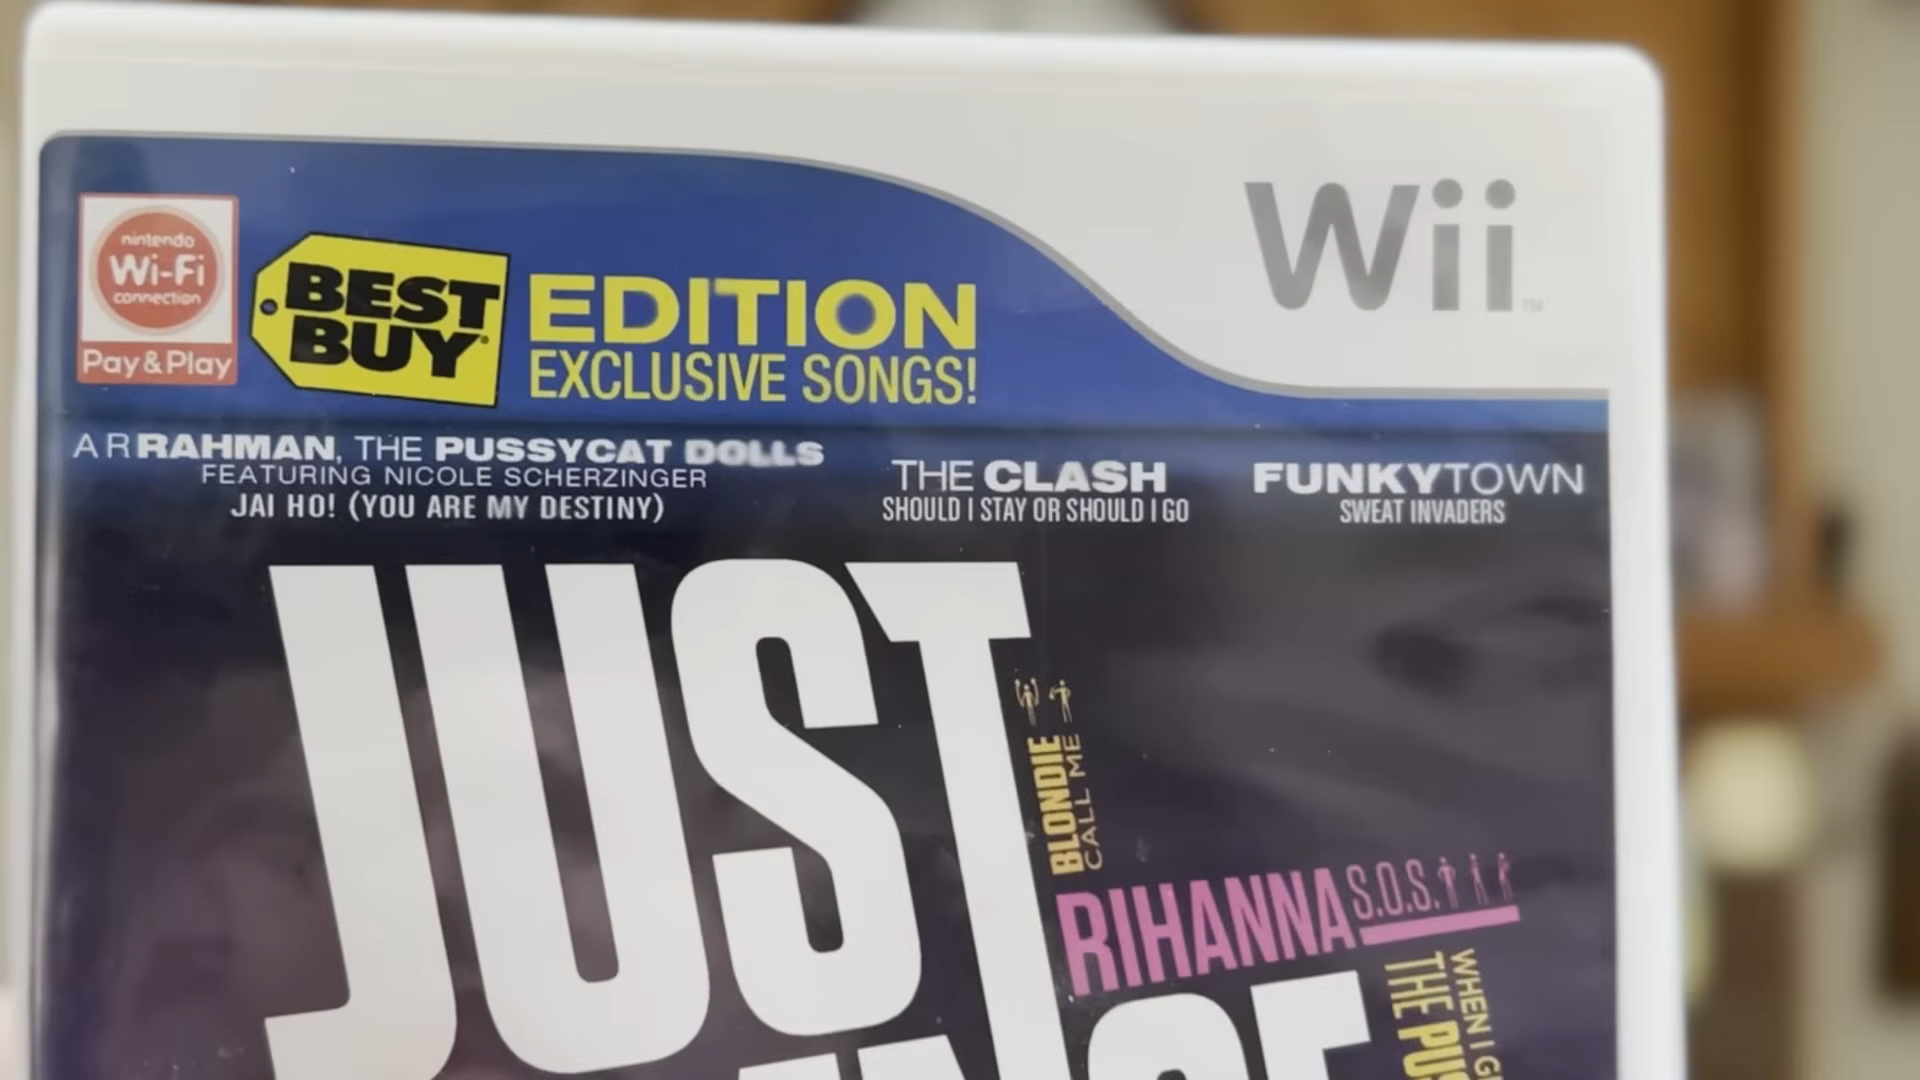 Wii
nintendo
Wi-Fi
connection
Pay & Play
BEST
BUY
EDITION
EXCLUSIVE SONGS!
A R RAHMAN, THE PUSSYCAT DOLLS
FEATURING NICOLE SCHERZINGER
JAI HO! (YOU ARE MY DESTINY)
THE CLASH
SHOULD I STAY OR SHOULD I GO
FUNKYTOWN
SWEAT INVADERS
JUST
BLONDIE
CALL ME
RIHANNA S.O.S.
WHEN I
THE